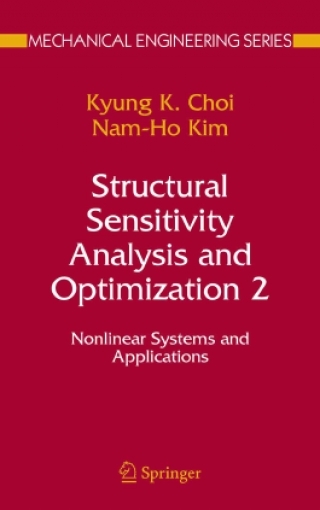 MECHANICAL ENGINEERING SERIES
Kyung K. Choi
Nam-Ho Kim
Structural
Sensitivity
Analysis and
Optimization 2
Nonlinear Systems and
Applications
Springer